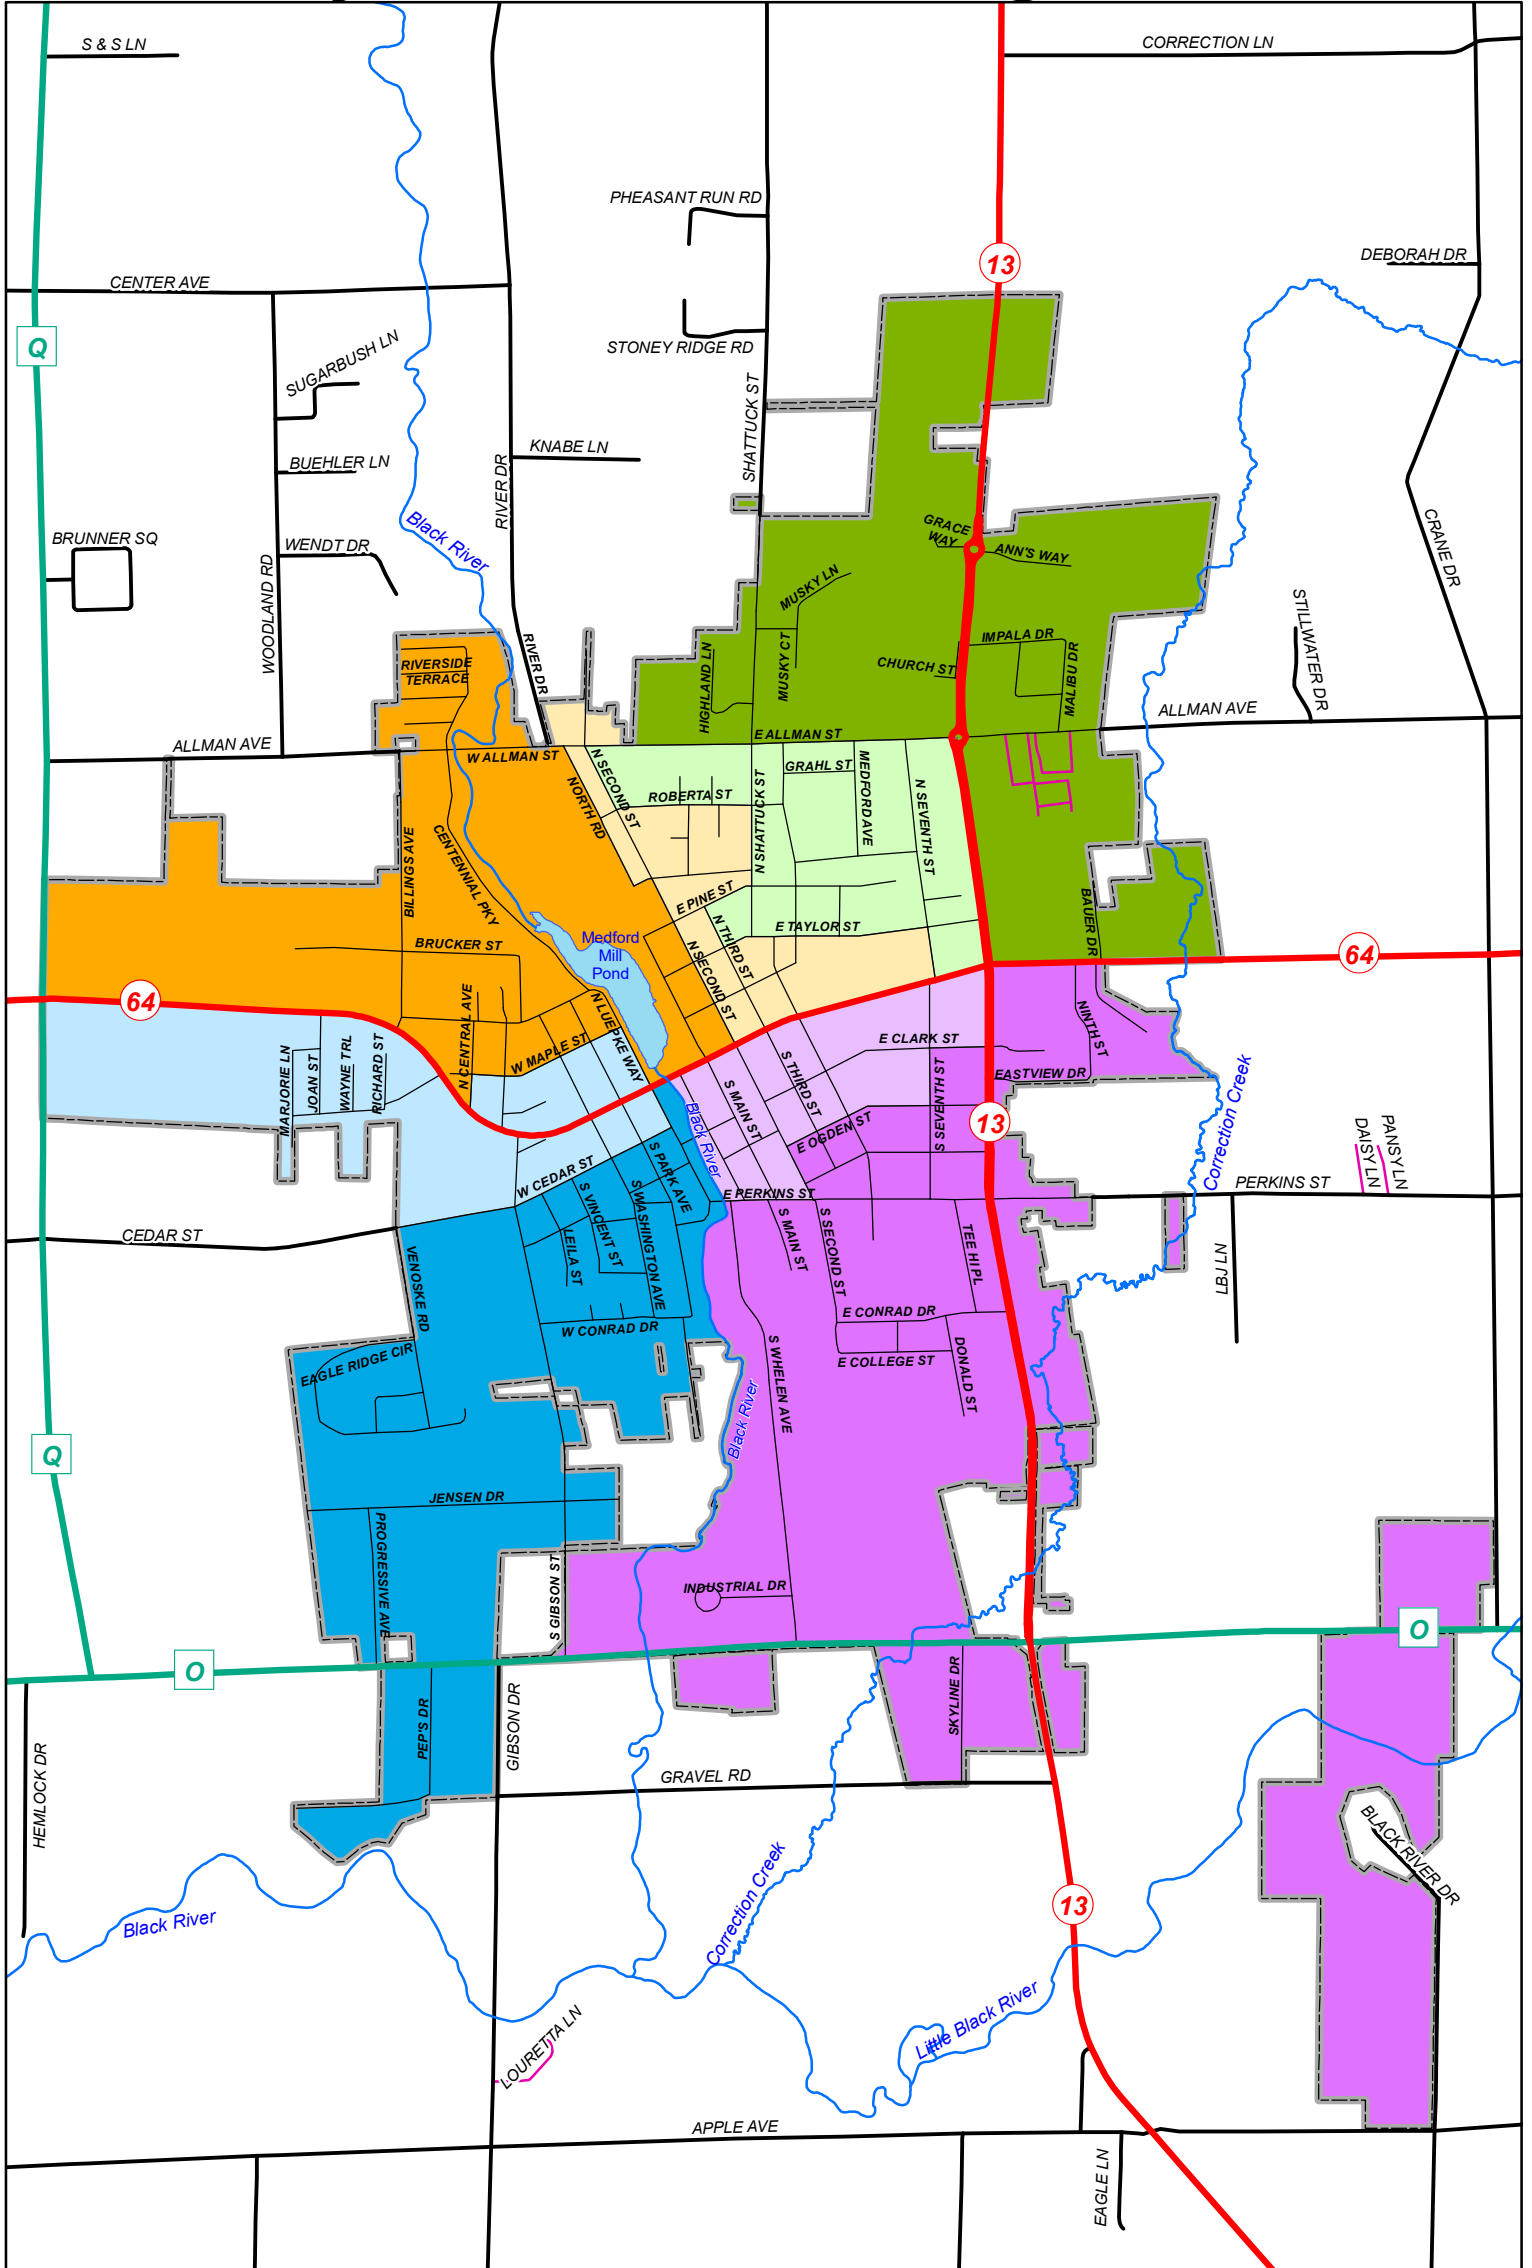 S & S LN
CORRECTION LN
PHEASANT RUN RD
13
DEBORAH DR
CENTER AVE
Q
SUGARBUSH LN
STONEY RIDGE RD
SHATTUCK ST
KNABE LN
BUEHLER LN
RIVER DR
Black River
GRACE
WAY
ANN'S WAY
CRANE DR
BRUNNER SQ
WENDT DR
WOODLAND RD
MUSKY LN
STILLWATER DR
RIVERSIDE
TERRACE
RIVER DR
HIGHLAND LN
MUSKY CT
CHURCH ST
IMPALA DR
MALIBU DR
ALLMAN AVE
ALLMAN AVE
W ALLMAN ST
E ALLMAN ST
N SECOND ST
NORTH RD
ROBERTA ST
GRAHL ST
MEDFORD AVE
N SHATTUCK ST
N SEVENTH ST
BILLINGS AVE
CENTENNIAL PKY
E PINE ST
E TAYLOR ST
BAUER DR
BRUCKER ST
Medford
Mill
Pond
N THIRD ST
N SECOND ST
64
64
N CENTRAL AVE
N LUEPKE WAY
W MAPLE ST
MARJORIE LN
JOAN ST
WAYNE TRL
RICHARD ST
E CLARK ST
NINTH ST
EASTVIEW DR
S THIRD ST
S MAIN ST
S SEVENTH ST
E OGDEN ST
13
Black River
Correction Creek
DAISY LN
PANSY LN
PERKINS ST
E PERKINS ST
W CEDAR ST
S PARK AVE
S WASHINGTON AVE
S VINCENT ST
LEILA ST
CEDAR ST
S MAIN ST
S SECOND ST
TEE HI PL
LBJ LN
VENOSKE RD
W CONRAD DR
E CONRAD DR
E COLLEGE ST
DONALD ST
EAGLE RIDGE CIR
S WHELEN AVE
Black River
Q
JENSEN DR
PROGRESSIVE AVE
S GIBSON ST
INDUSTRIAL DR
O
O
PEP'S DR
GIBSON DR
SKYLINE DR
HEMLOCK DR
GRAVEL RD
BLACK RIVER DR
Black River
Correction Creek
13
Little Black River
LOURETTA LN
APPLE AVE
EAGLE LN